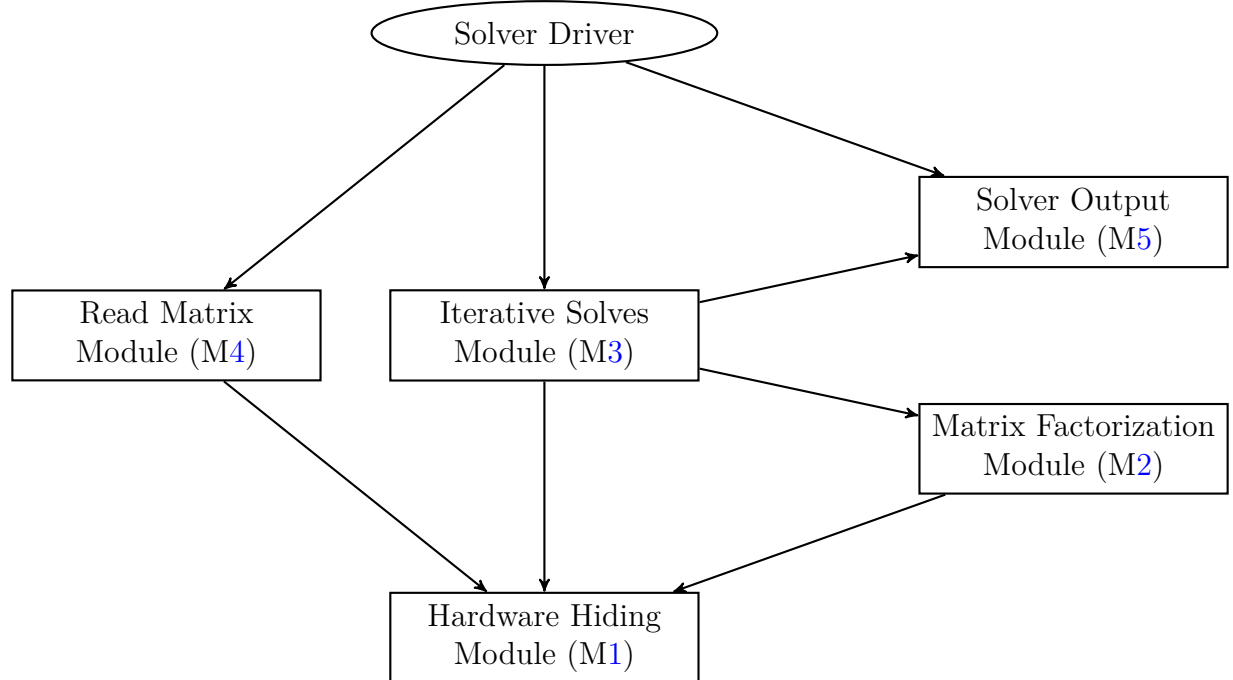 Solver Driver
Solver Output
Module (M5)
Read Matrix
Module (M4)
Iterative Solves
Module (M3)
Matrix Factorization
Module (M2)
Hardware Hiding
Module (M1)